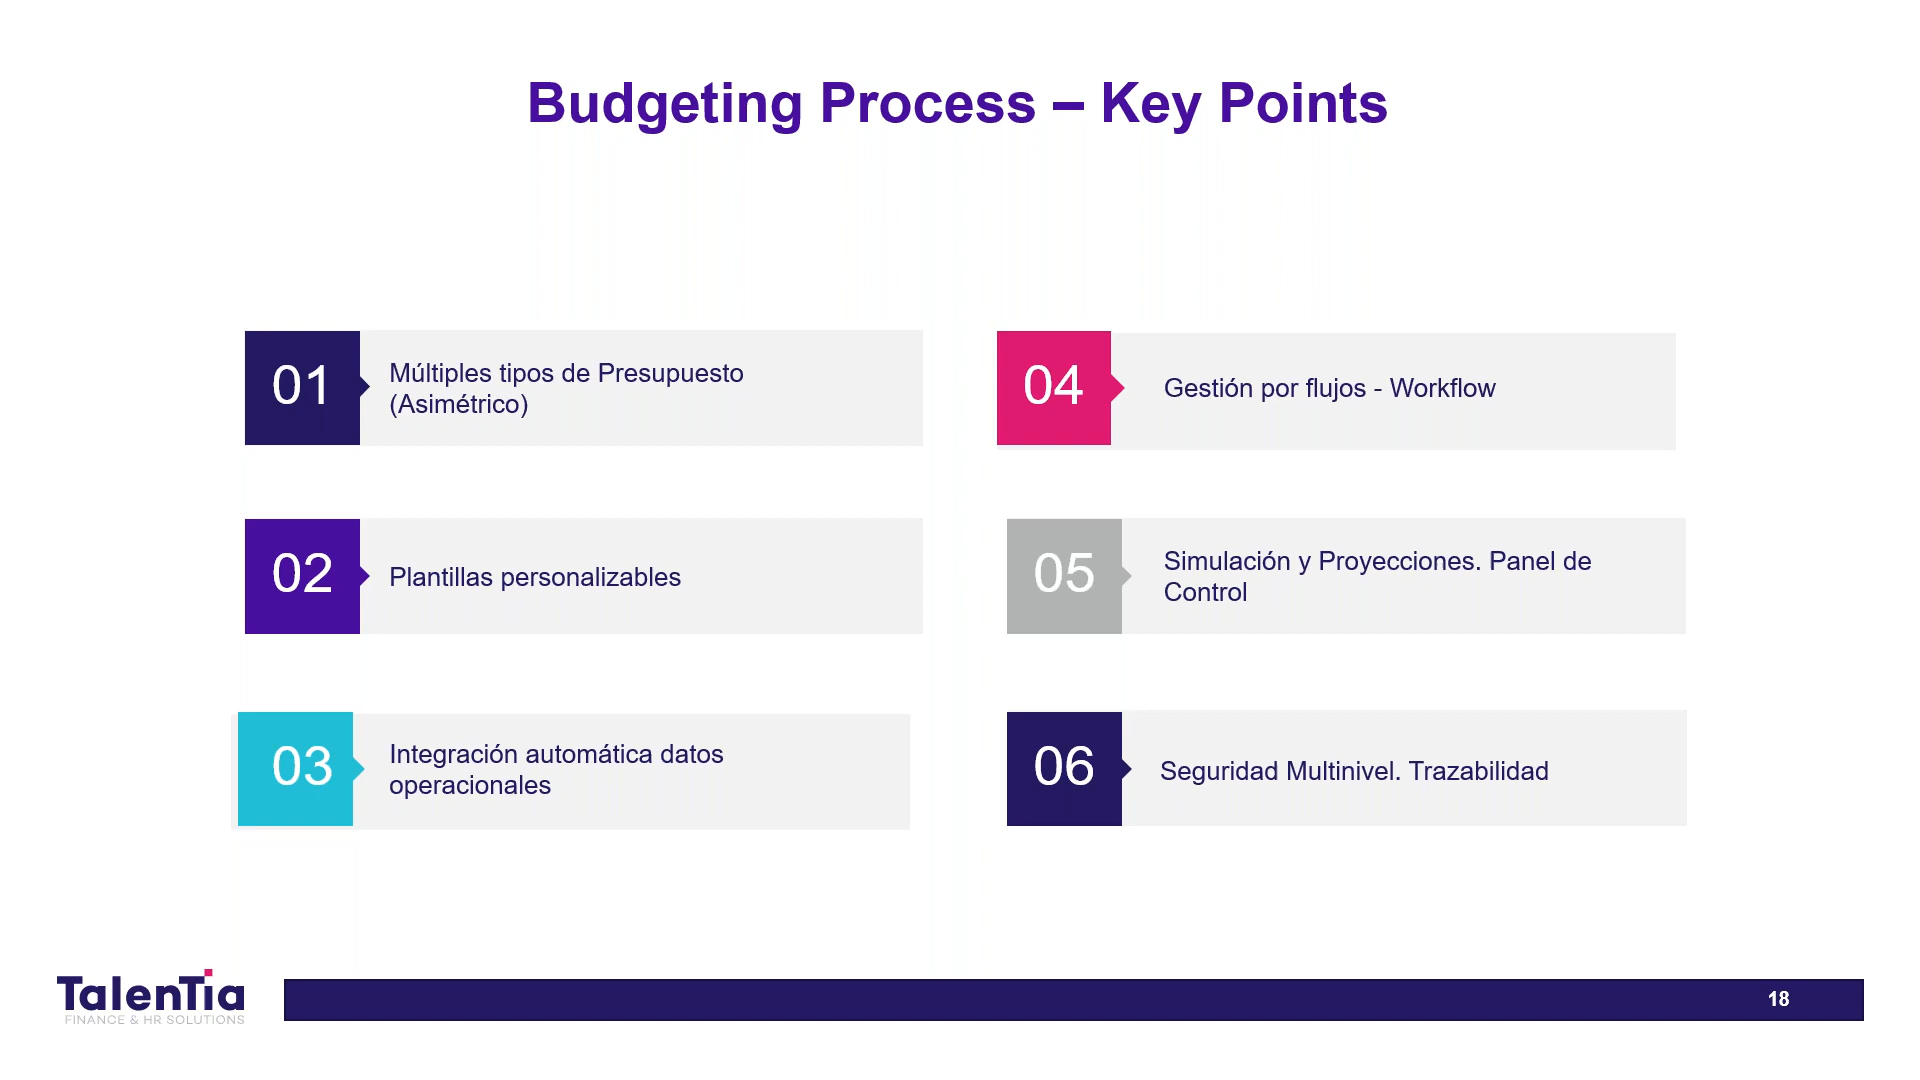 Budgeting Process – Key Points
01
Múltiples tipos de Presupuesto
(Asimétrico)
02
Plantillas personalizables
03
Integración automática datos
operacionales
04
Gestión por flujos - Workflow
05
Simulación y Proyecciones. Panel de
Control
06
Seguridad Multinivel. Trazabilidad
TalenTia
FINANCE & HR SOLUTIONS
18